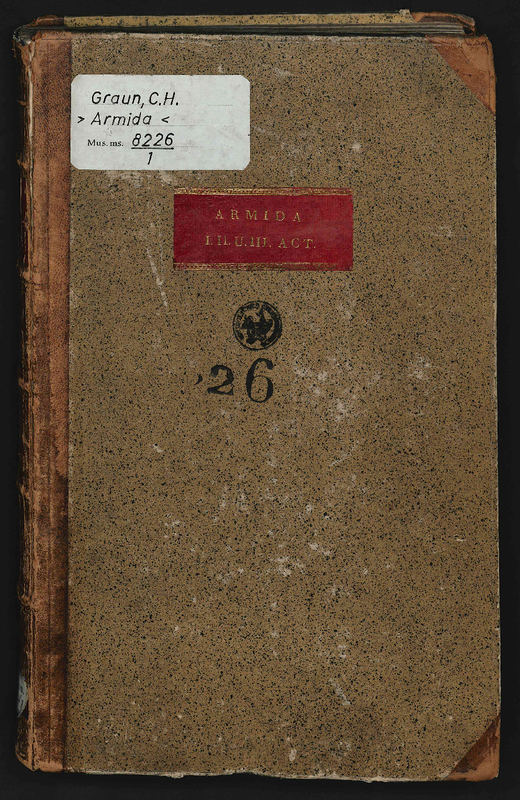 Graun, C.H.
> Armida <
Mus. ms. 8226
1
ARMIDA
I. II. U. III. ACT.
26